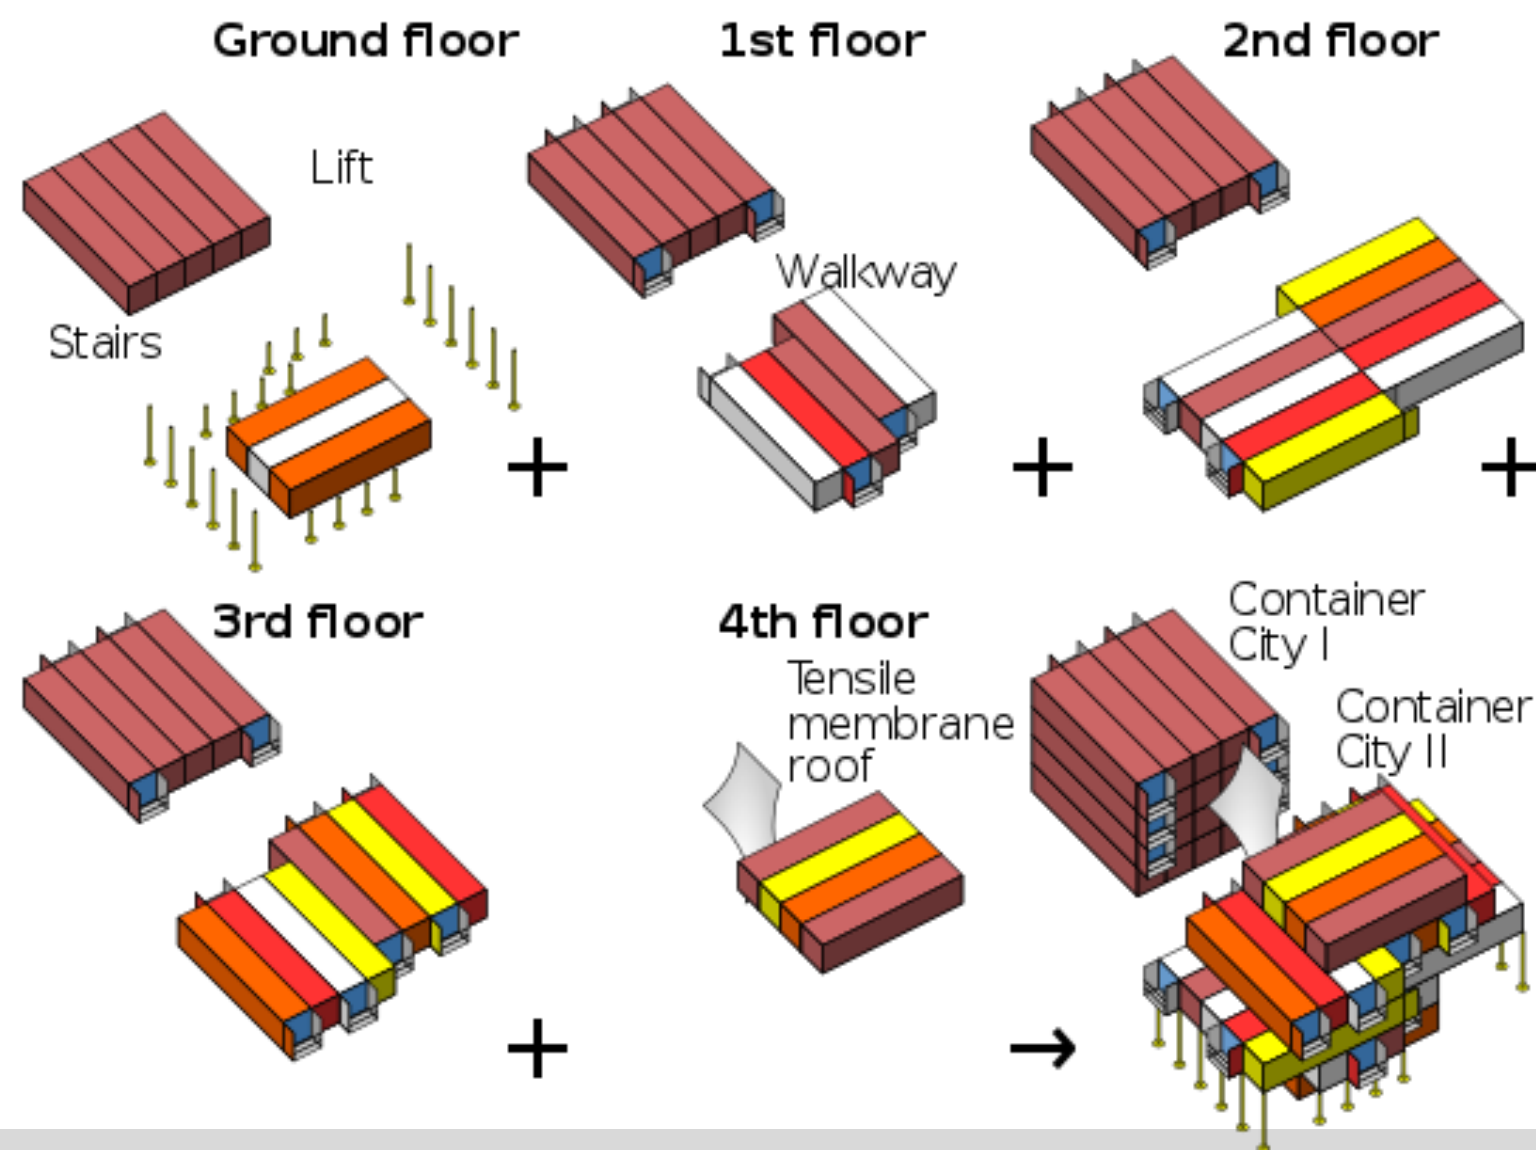 Ground floor
1st floor
2nd floor
Lift
Walkway
Stairs
+
+
+
3rd floor
4th floor
Tensile
membrane
roof
Container
City I
Container
City II
+
→